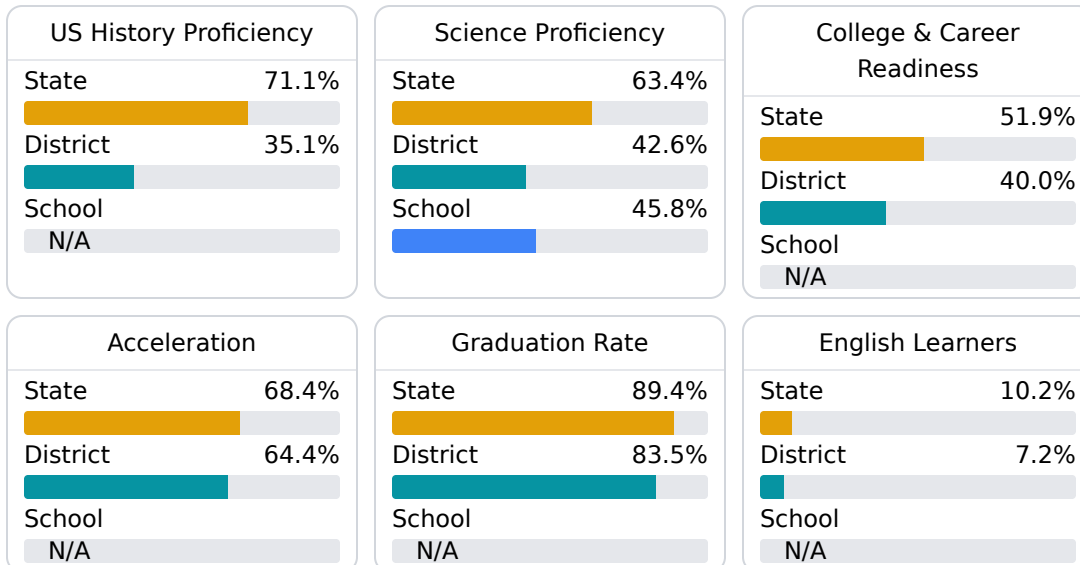 US History Proficiency
State 71.1%
District 35.1%
School
N/A
Science Proficiency
State 63.4%
District 42.6%
School 45.8%
College & Career
Readiness
State 51.9%
District 40.0%
School
N/A
Acceleration
State 68.4%
District 64.4%
School
N/A
Graduation Rate
State 89.4%
District 83.5%
School
N/A
English Learners
State 10.2%
District 7.2%
School
N/A